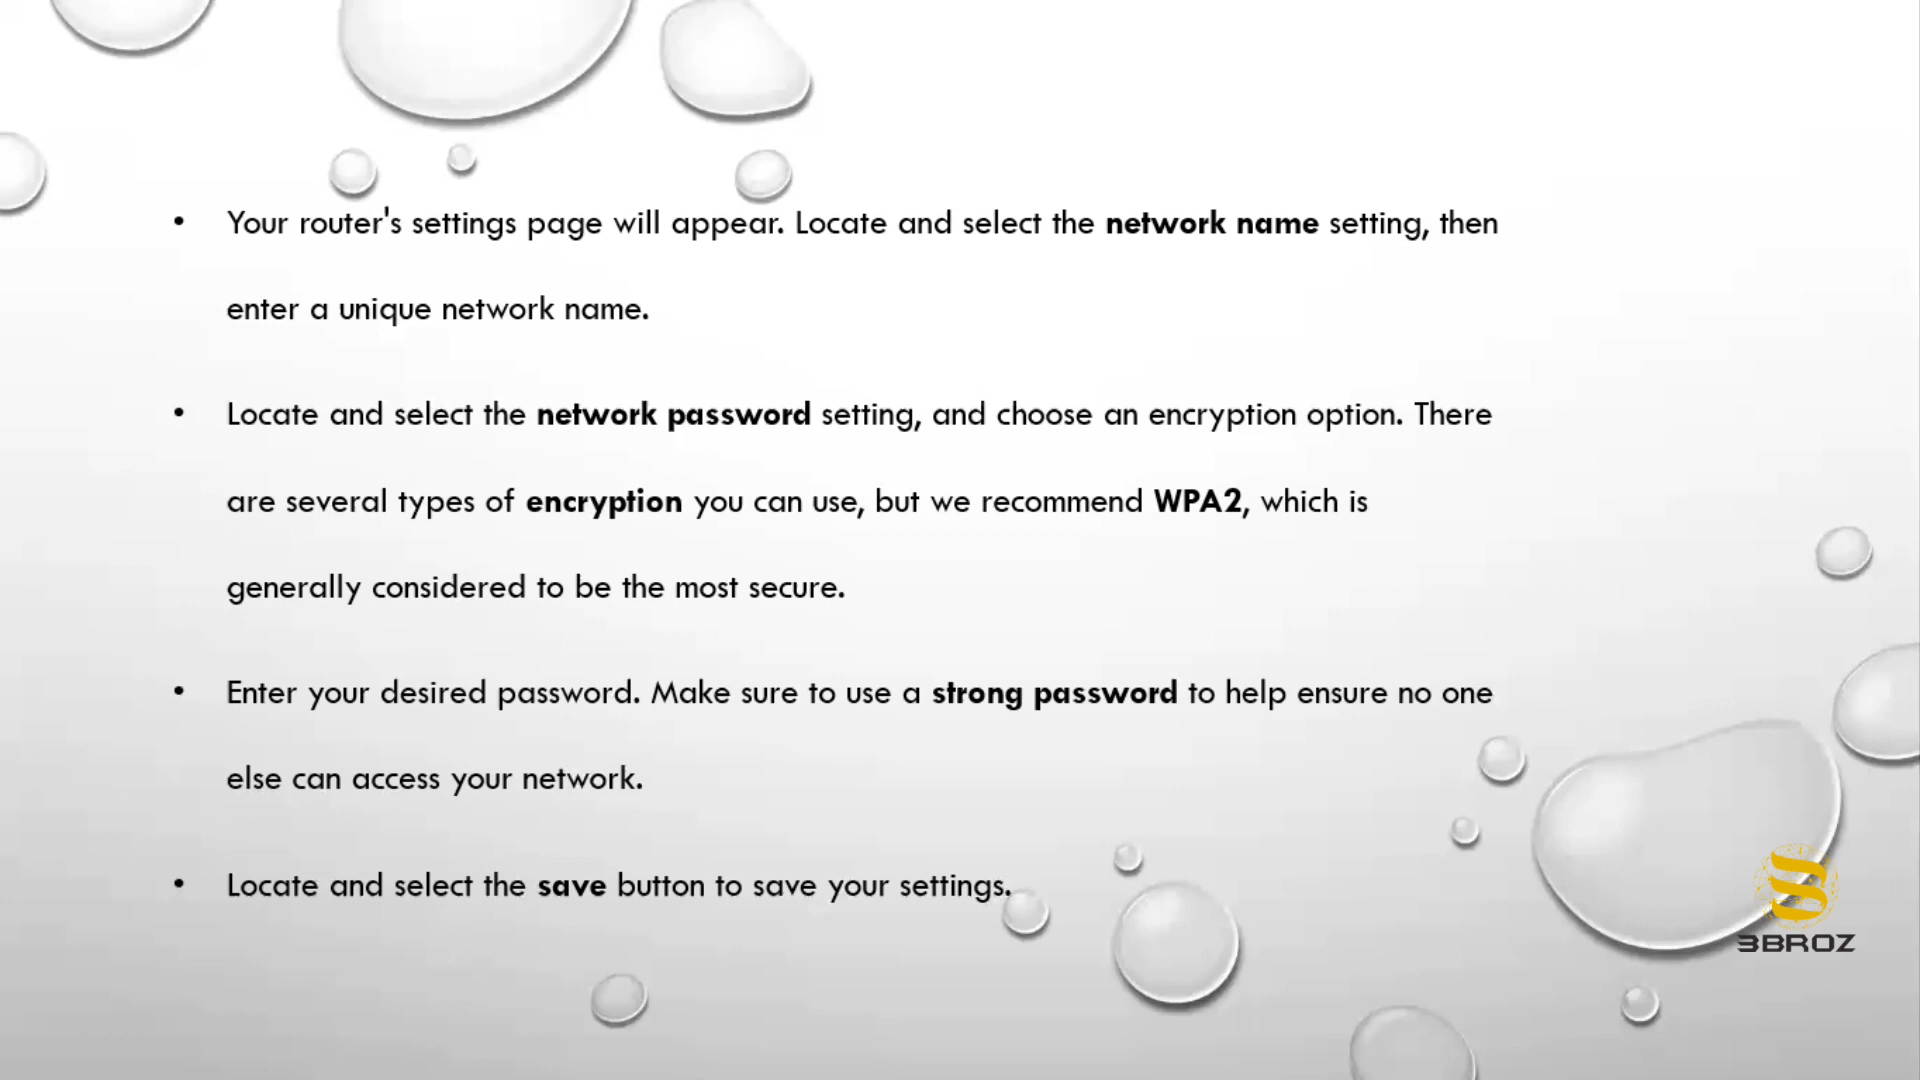 • Your router's settings page will appear. Locate and select the network name setting, then
enter a unique network name.
• Locate and select the network password setting, and choose an encryption option. There
are several types of encryption you can use, but we recommend WPA2, which is
generally considered to be the most secure.
• Enter your desired password. Make sure to use a strong password to help ensure no one
else can access your network.
• Locate and select the save button to save your settings.
3BROZ